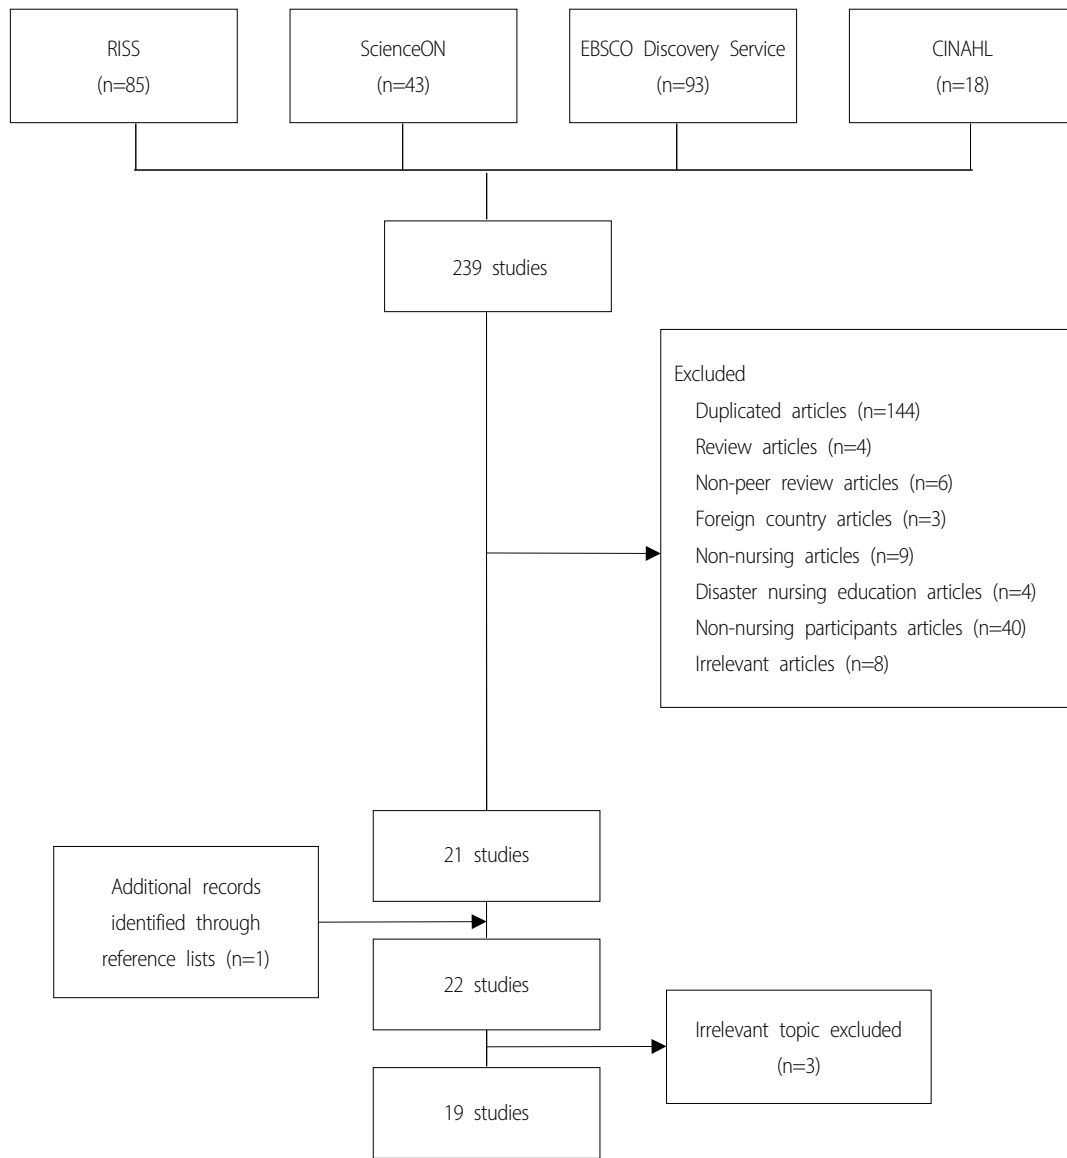 RISS
(n=85)
ScienceON
(n=43)
EBSCO Discovery Service
(n=93)
CINAHL
(n=18)
239 studies
Excluded
Duplicated articles (n=144)
Review articles (n=4)
Non-peer review articles (n=6)
Foreign country articles (n=3)
Non-nursing articles (n=9)
Disaster nursing education articles (n=4)
Non-nursing participants articles (n=40)
Irrelevant articles (n=8)
21 studies
Additional records
identified through
reference lists (n=1)
22 studies
Irrelevant topic excluded
(n=3)
19 studies